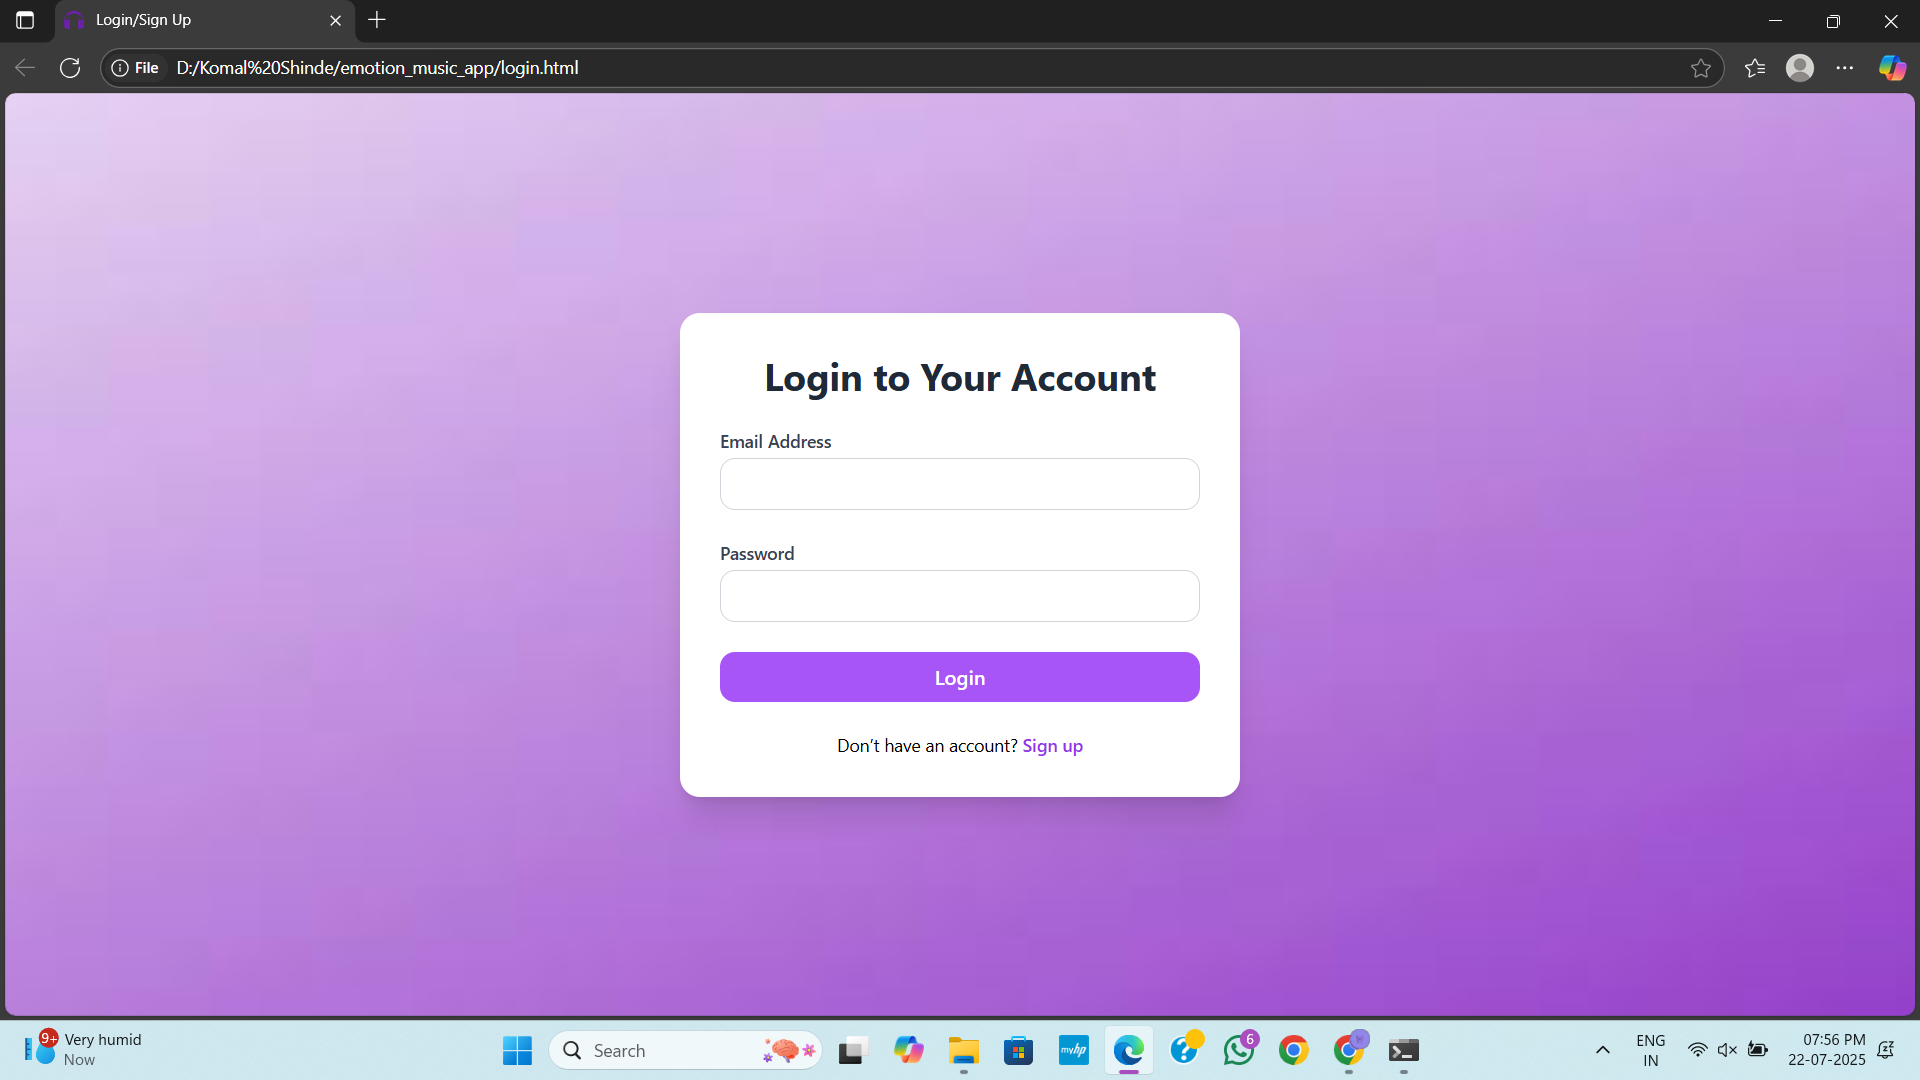 Login/Sign Up
File
D:/Komal%20Shinde/emotion_music_app/login.html
Login to Your Account
Email Address
Password
Login
Don't have an account? Sign up
9+
Very humid
Now
Search
myhp
6
ENG
IN
07:56 PM
22-07-2025